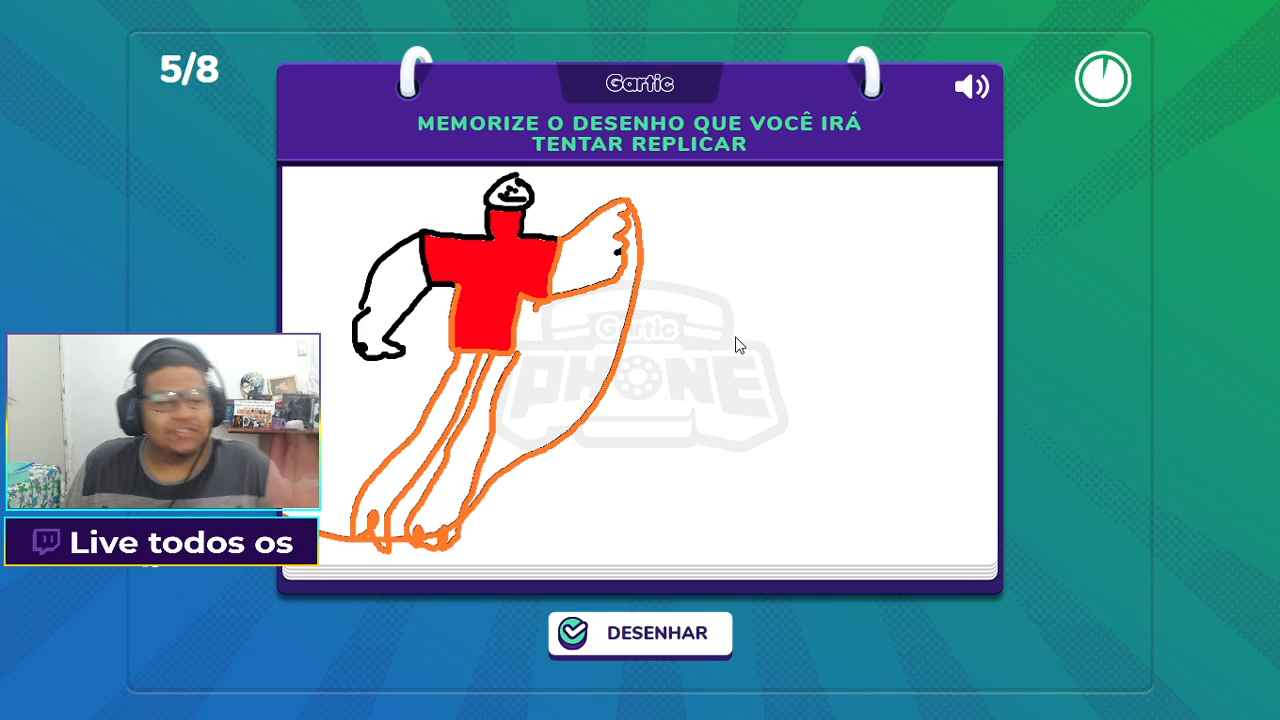 5/8
Gartic
MEMORIZE O DESENHO QUE VOCÊ IRÁ
TENTAR REPLICAR
Gartic
PHONE
Live todos os
DESENHAR